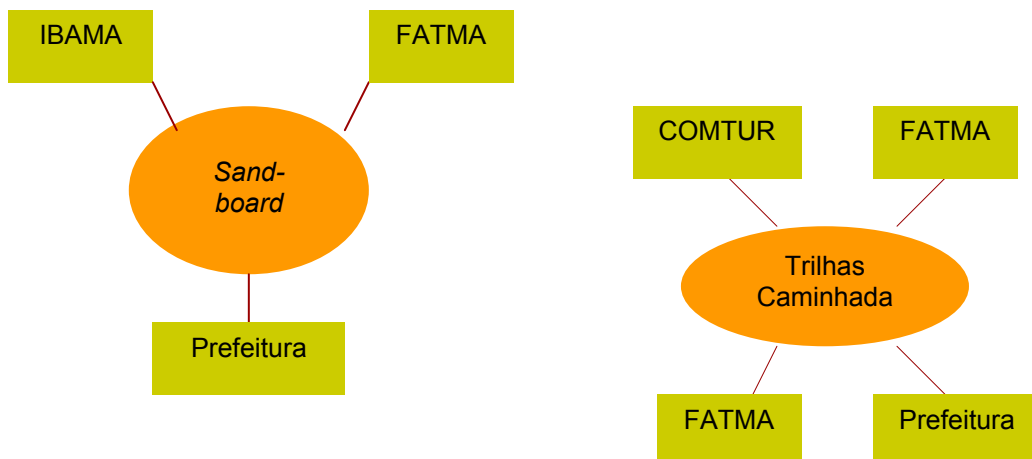 IBAMA
FATMA
Sand-
board
Prefeitura
COMTUR
FATMA
Trilhas
Caminhada
FATMA
Prefeitura